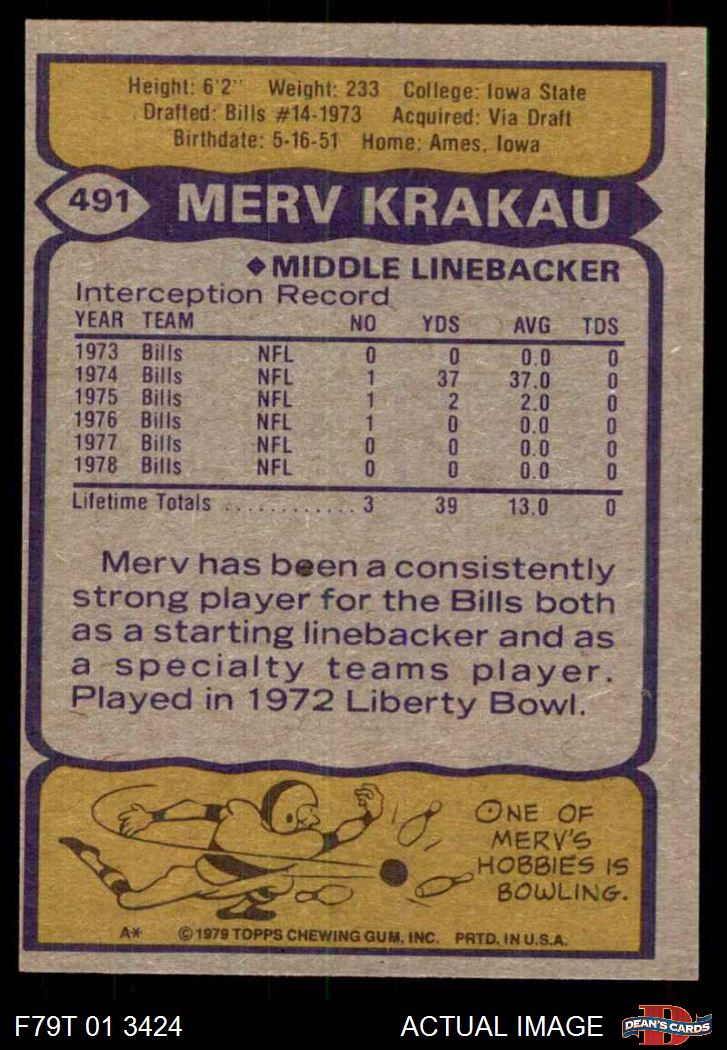 Height: 6'2" Weight: 233 College: Iowa State
Drafted: Bills #14-1973 Acquired: Via Draft
Birthdate: 5-16-51 Home: Ames, Iowa
491 MERV KRAKAU
◆MIDDLE LINEBACKER
Interception Record
YEAR TEAM NO YDS AVG TDS
1973 Bills NFL 0 0 0.0 0
1974 Bills NFL 1 37 37.0 0
1975 Bills NFL 1 2 2.0 0
1976 Bills NFL 1 0 0.0 0
1977 Bills NFL 0 0 0.0 0
1978 Bills NFL 0 0 0.0 0
Lifetime Totals ............ 3 39 13.0 0
Merv has been a consistently
strong player for the Bills both
as a starting linebacker and as
a specialty teams player.
Played in 1972 Liberty Bowl.
ONE OF
MERV'S
HOBBIES IS
BOWLING.
A* ©1979 TOPPS CHEWING GUM, INC. PRTD. IN U.S.A.
F79T 01 3424 ACTUAL IMAGE D DEAN'S CARDS